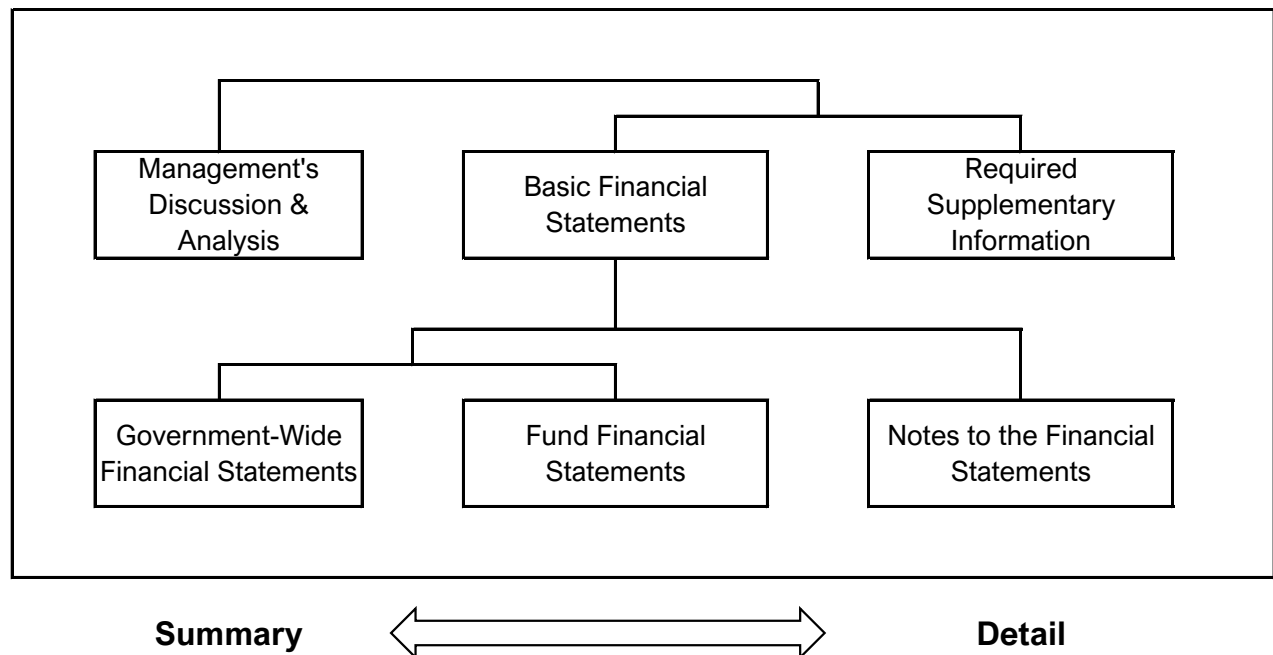 Management's
Discussion &
Analysis
Basic Financial
Statements
Required
Supplementary
Information
Government-Wide
Financial Statements
Fund Financial
Statements
Notes to the Financial
Statements
Summary
Detail